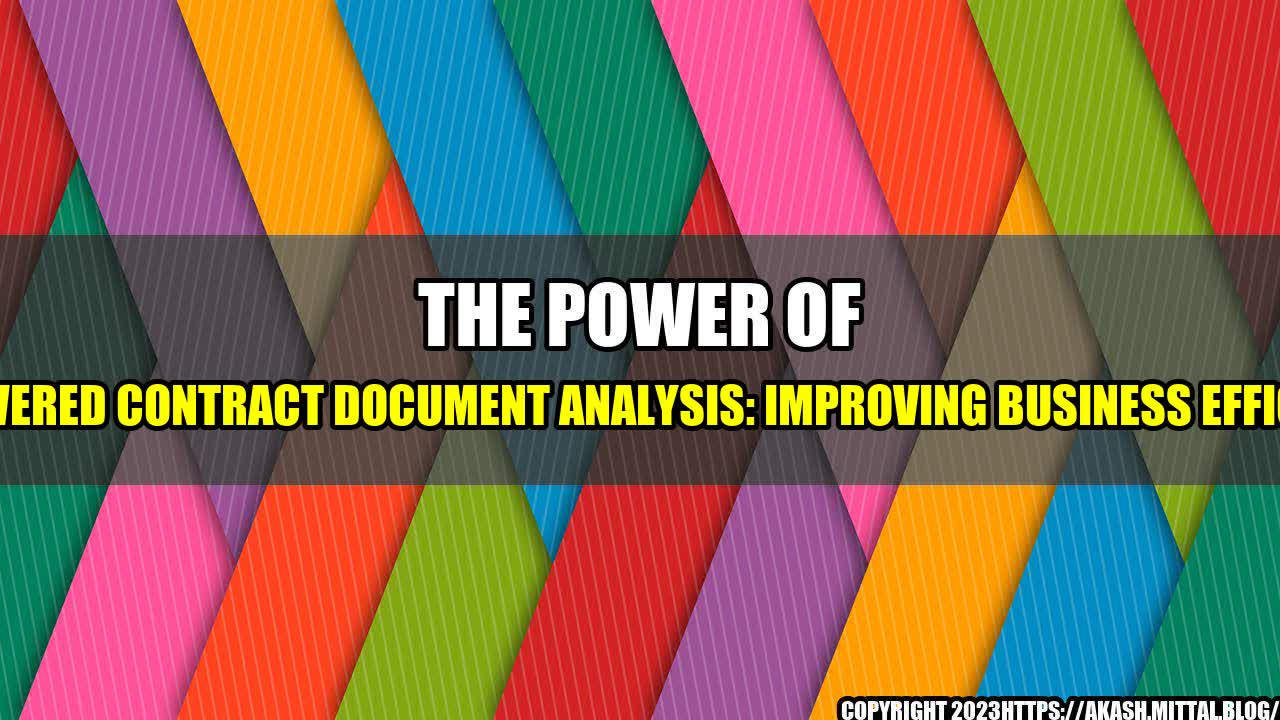 THE POWER OF
WERED CONTRACT DOCUMENT ANALYSIS: IMPROVING BUSINESS EFFIC
COPYRIGHT 2023HTTPS://AKASH.MITTAL.BLOG/